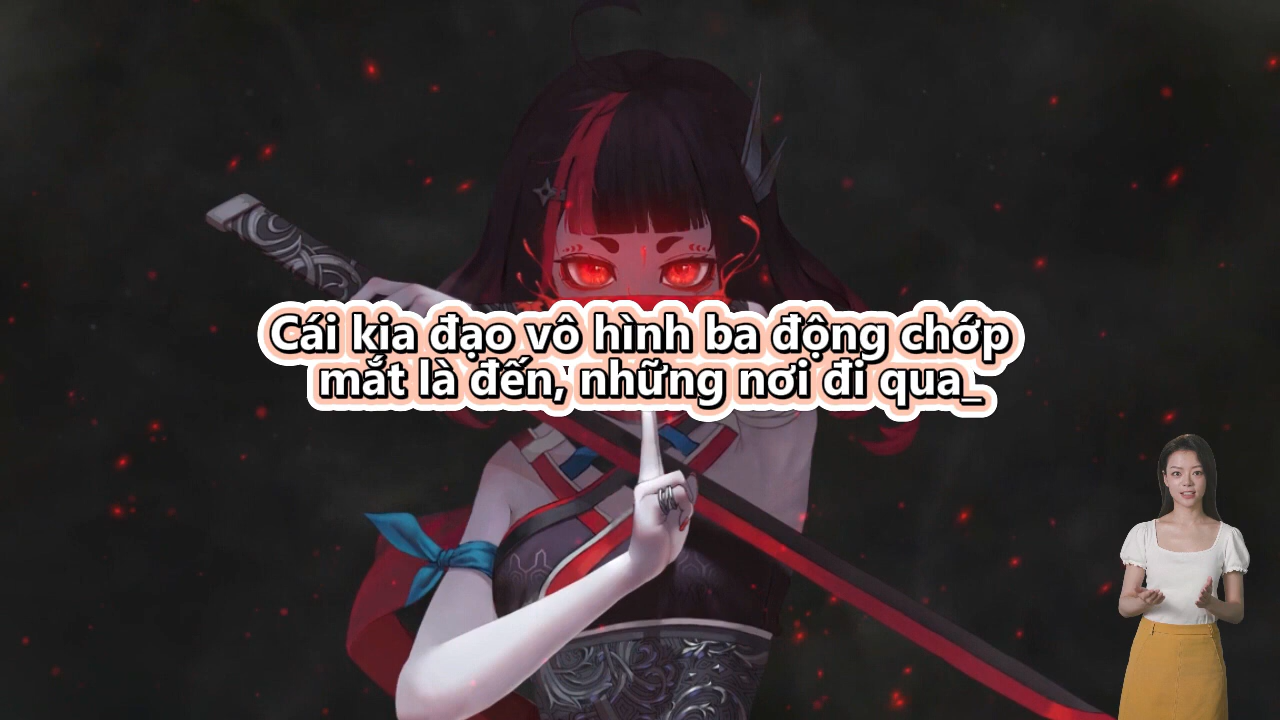 Cái kia đạo vô hình ba động chớp
mắt là đến, những nơi đi qua_